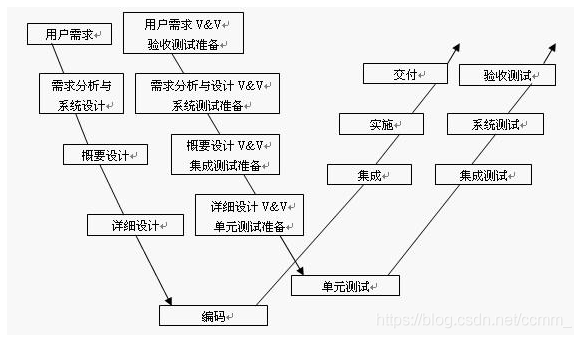 用户需求
用户需求 V&V
验收测试准备
需求分析与
系统设计
需求分析与设计 V&V
系统测试准备
概要设计
概要设计 V&V
集成测试准备
详细设计
详细设计 V&V
单元测试准备
编码
单元测试
集成
集成测试
实施
系统测试
交付
验收测试
https://blog.csdn.net/ccmm_